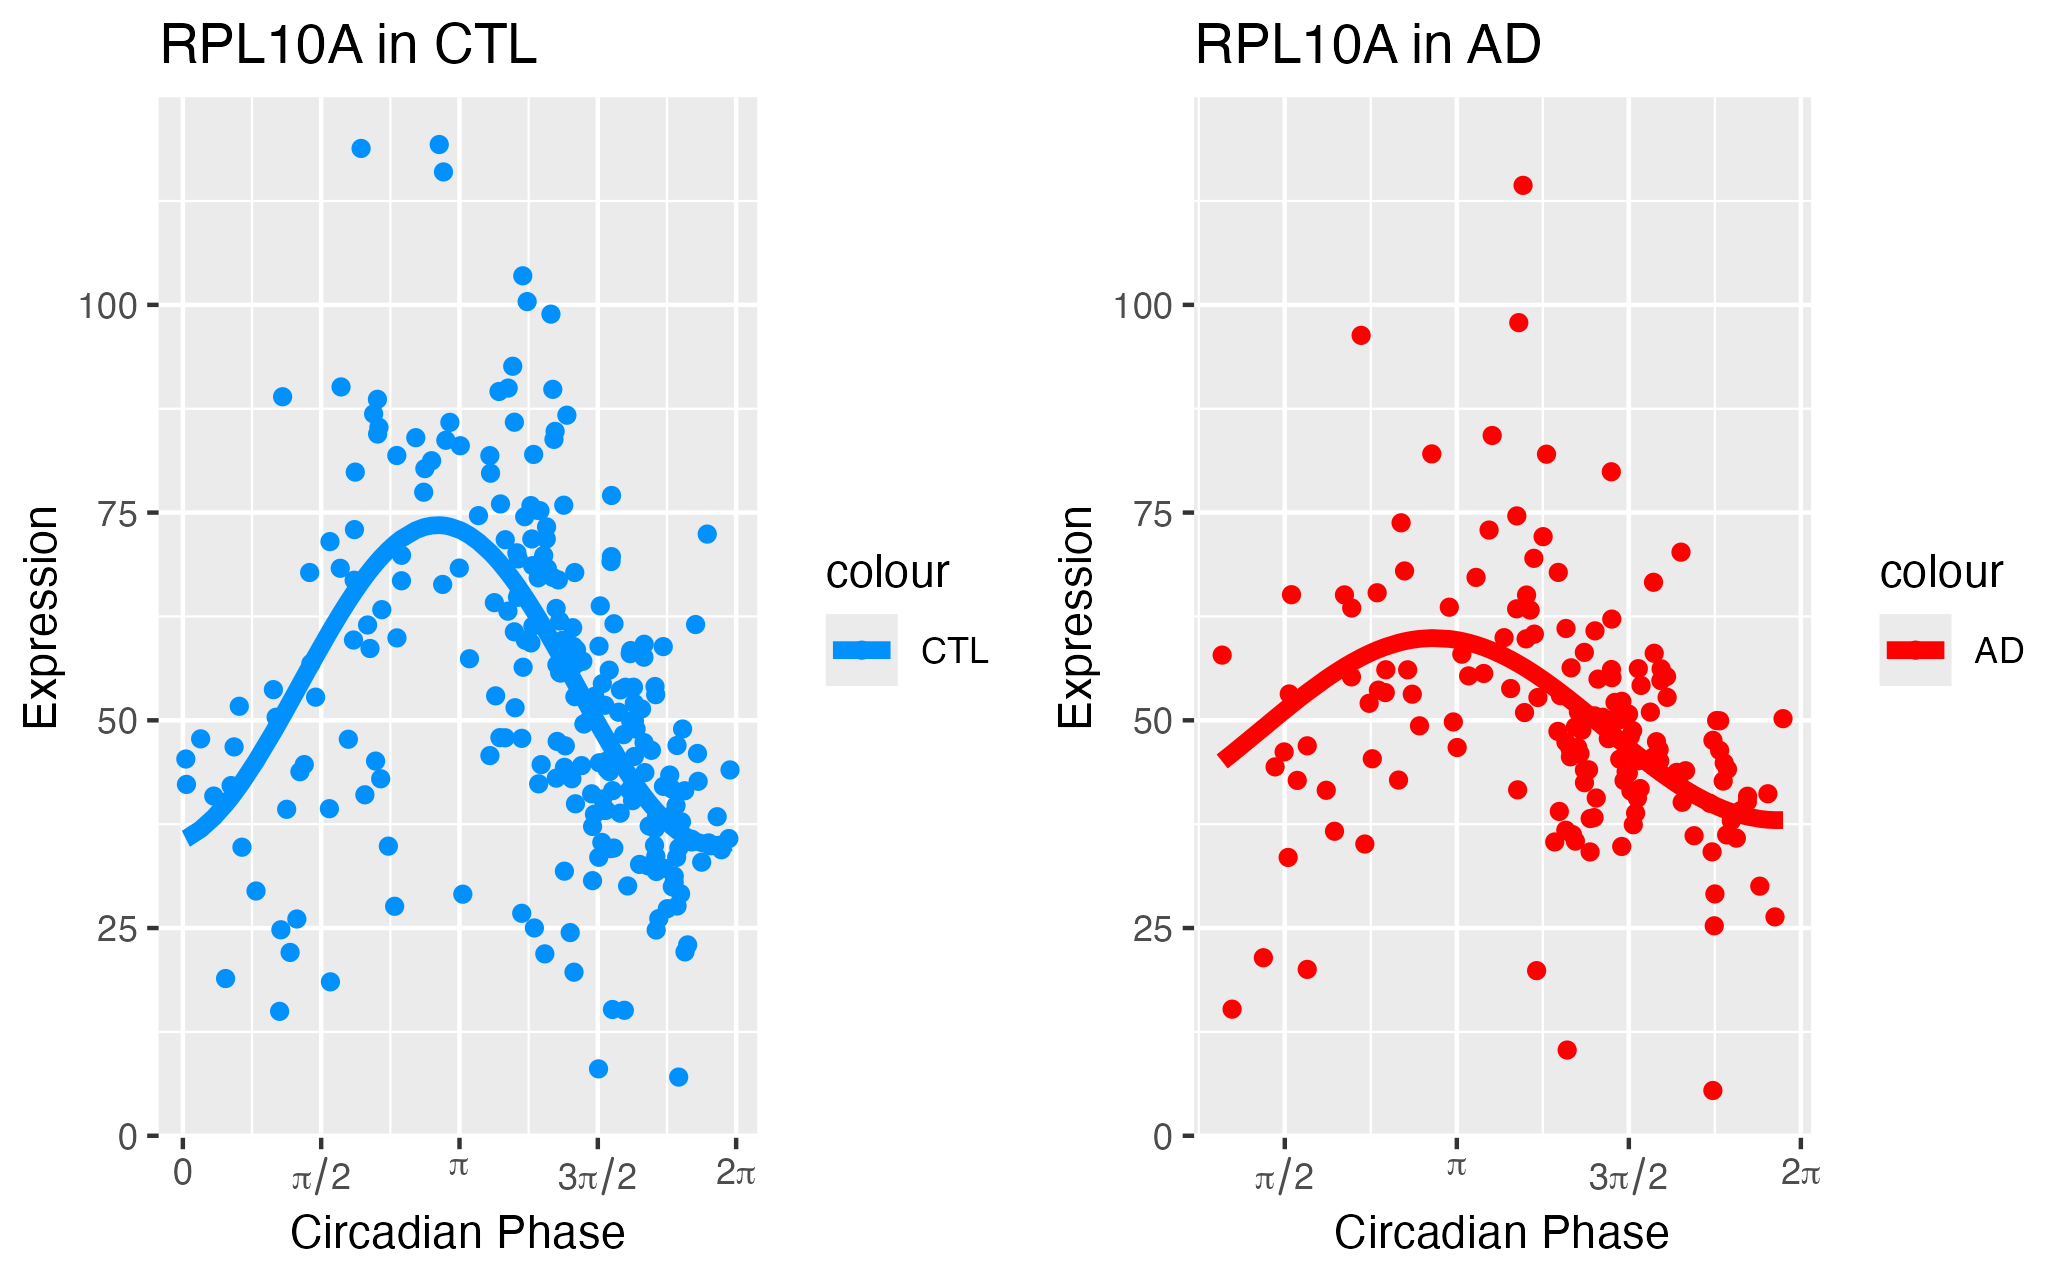 RPL10A in CTL
Expression
100
75
50
25
0
0 π/2 π 3π/2 2π
Circadian Phase
colour
CTL
RPL10A in AD
Expression
100
75
50
25
0
π/2 π 3π/2 2π
Circadian Phase
colour
AD